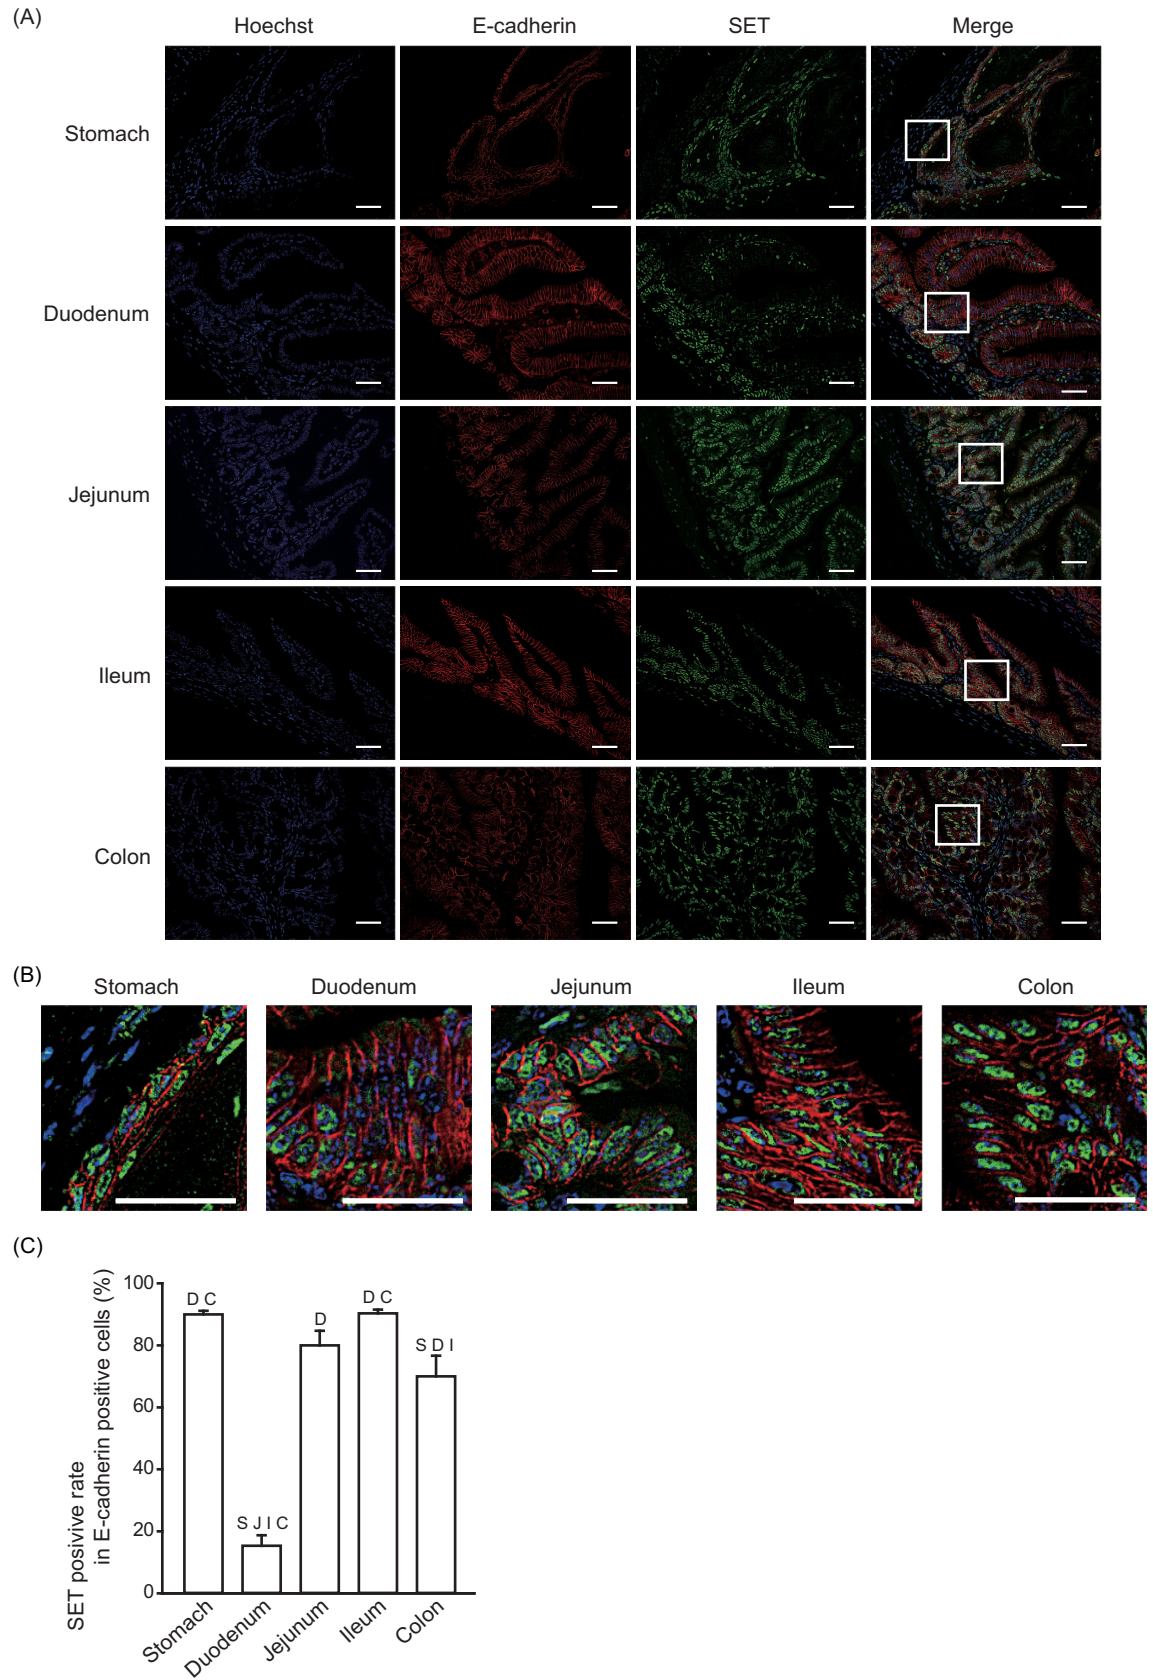 (A)
Hoechst E-cadherin SET Merge
Stomach
Duodenum
Jejunum
Ileum
Colon
(B)
Stomach Duodenum Jejunum Ileum Colon
(C)
SET posivive rate
in E-cadherin positive cells (%)
100
80
60
40
20
0
D C
S J I C
D
D C
S D I
Stomach
Duodenum
Jejunum
Ileum
Colon